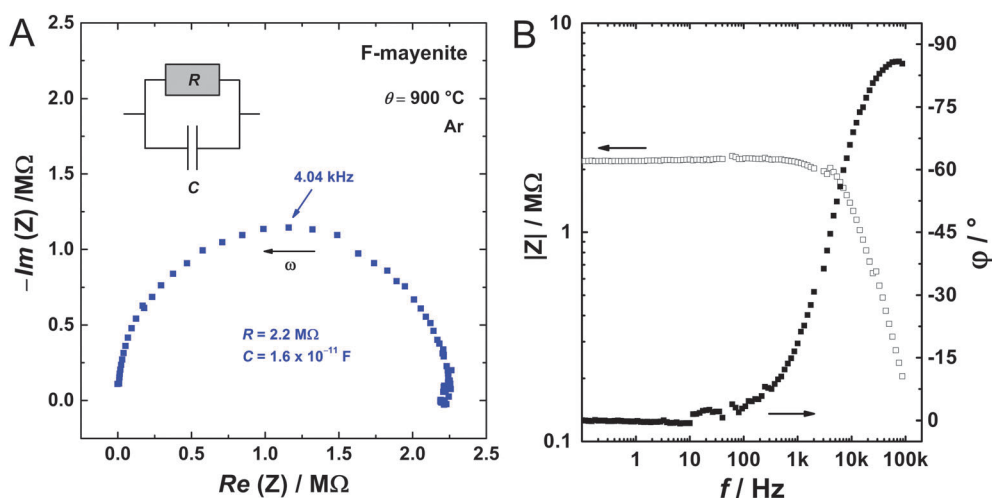 A
F-mayenite
θ = 900 °C
Ar
R
C
4.04 kHz
ω
R = 2.2 MΩ
C = 1.6 x 10⁻¹¹ F
−Im (Z) /MΩ
2.5
2.0
1.5
1.0
0.5
0.0
0.0 0.5 1.0 1.5 2.0 2.5
Re (Z) / MΩ
B
|Z| / MΩ
10
1
0.1
1 10 100 1k 10k 100k
f / Hz
-90
-75
-60
-45
-30
-15
0
φ / °